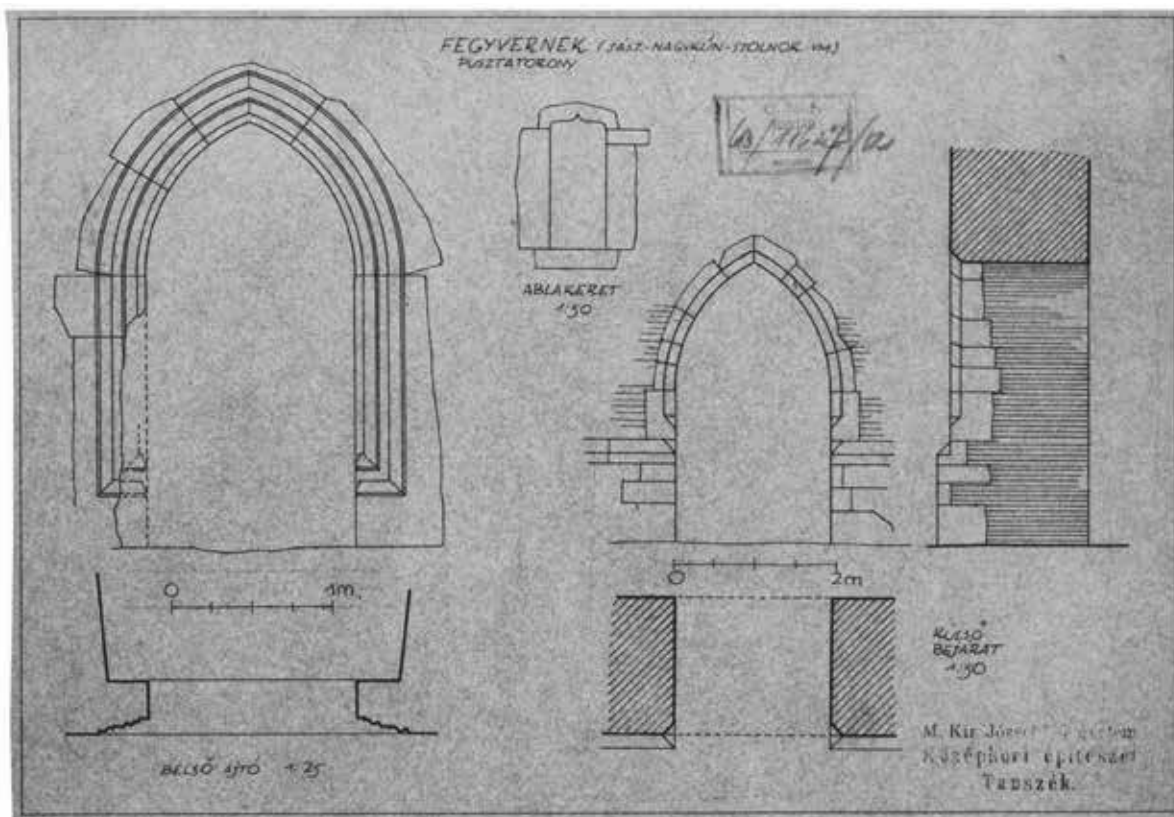 FEGYVERNEK (JÁSZ-NAGYKÚN-SZOLNOK VM)
PUSZTATORONY
ABLAKERET
1:50
0 1m.
0 2m
BELSŐ AJTÓ 1:25
KÜLSŐ
BEJÁRAT
1:50
M. Kir. József
Középkori építészet
Tanszék.